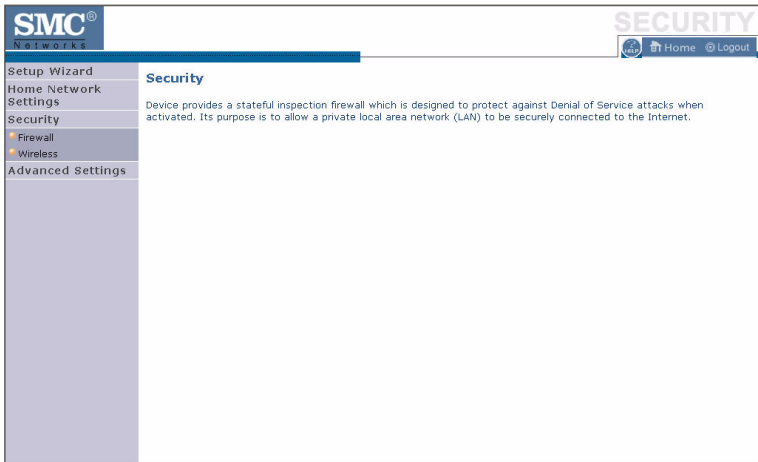 SMC®
Networks
SECURITY
HELP Home Logout
Setup Wizard
Home Network
Settings
Security
Firewall
Wireless
Advanced Settings
Security
Device provides a stateful inspection firewall which is designed to protect against Denial of Service attacks when
activated. Its purpose is to allow a private local area network (LAN) to be securely connected to the Internet.